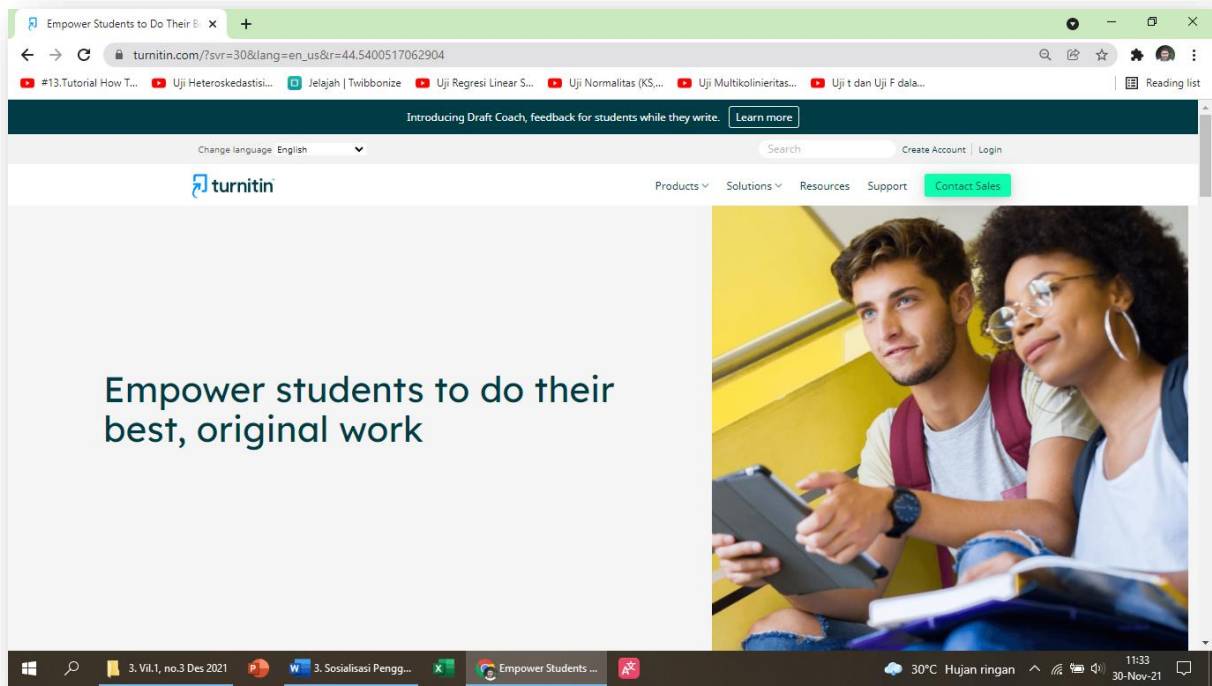 Empower Students to Do Their B
turnitin.com/?svr=30&lang=en_us&r=44.5400517062904
#13.Tutorial How T... Uji Heteroskedastisi... Jelajah | Twibbonize Uji Regresi Linear S... Uji Normalitas (KS,... Uji Multikolinieritas... Uji t dan Uji F dala... Reading list
Introducing Draft Coach, feedback for students while they write. Learn more
Change language English Search Create Account | Login
turnitin Products Solutions Resources Support Contact Sales
Empower students to do their
best, original work
3. Vil.1, no.3 Des 2021 3. Sosialisasi Pengg... Empower Students ... 30°C Hujan ringan 11:33
30-Nov-21